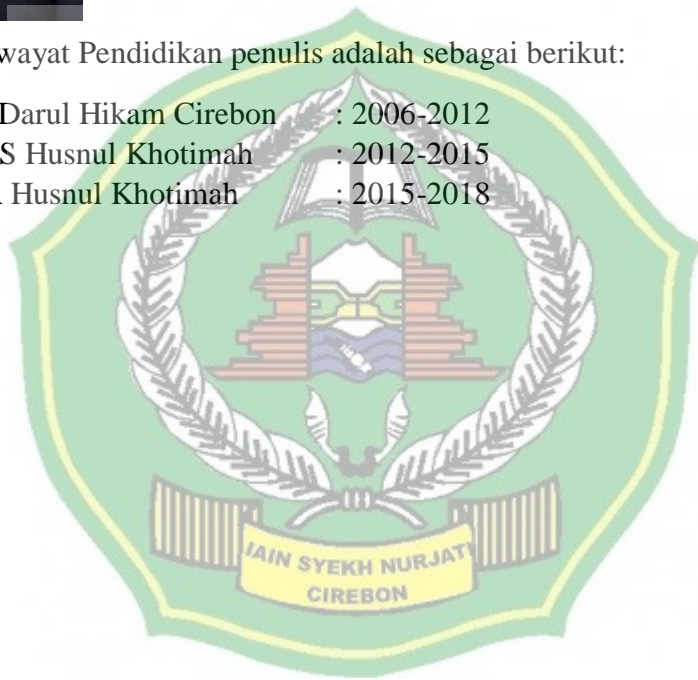 wayat Pendidikan penulis adalah sebagai berikut:
Darul Hikam Cirebon : 2006-2012
S Husnul Khotimah : 2012-2015
Husnul Khotimah : 2015-2018
IAIN SYEKH NURJATI
CIREBON